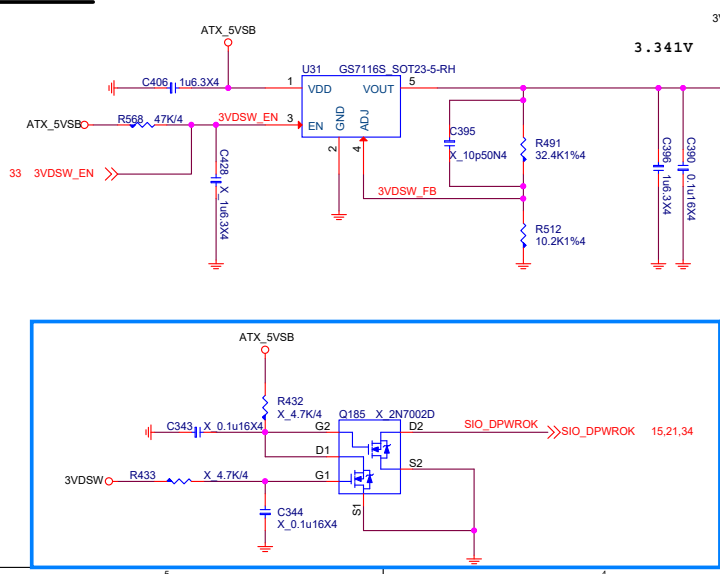 3V
3.341V
ATX_5VSB
U31 GS7116S_SOT23-5-RH
C406 1u6.3X4
1 VDD VOUT 5
GND
ADJ
ATX_5VSB R568 47K/4 3VDSW_EN 3 EN
2 4
33 3VDSW_EN
C428 X_1u6.3X4
C395
X_10p50N4
R491
32.4K1%4
3VDSW_FB
R512
10.2K1%4
C396 1u6.3X4
C390 0.1u16X4
ATX_5VSB
R432
X_4.7K/4
Q185 X_2N7002D
C343 X_0.1u16X4 G2 D2 SIO_DPWROK SIO_DPWROK 15,21,34
D1
S2
3VDSW R433 X_4.7K/4 G1
S1
C344
X_0.1u16X4